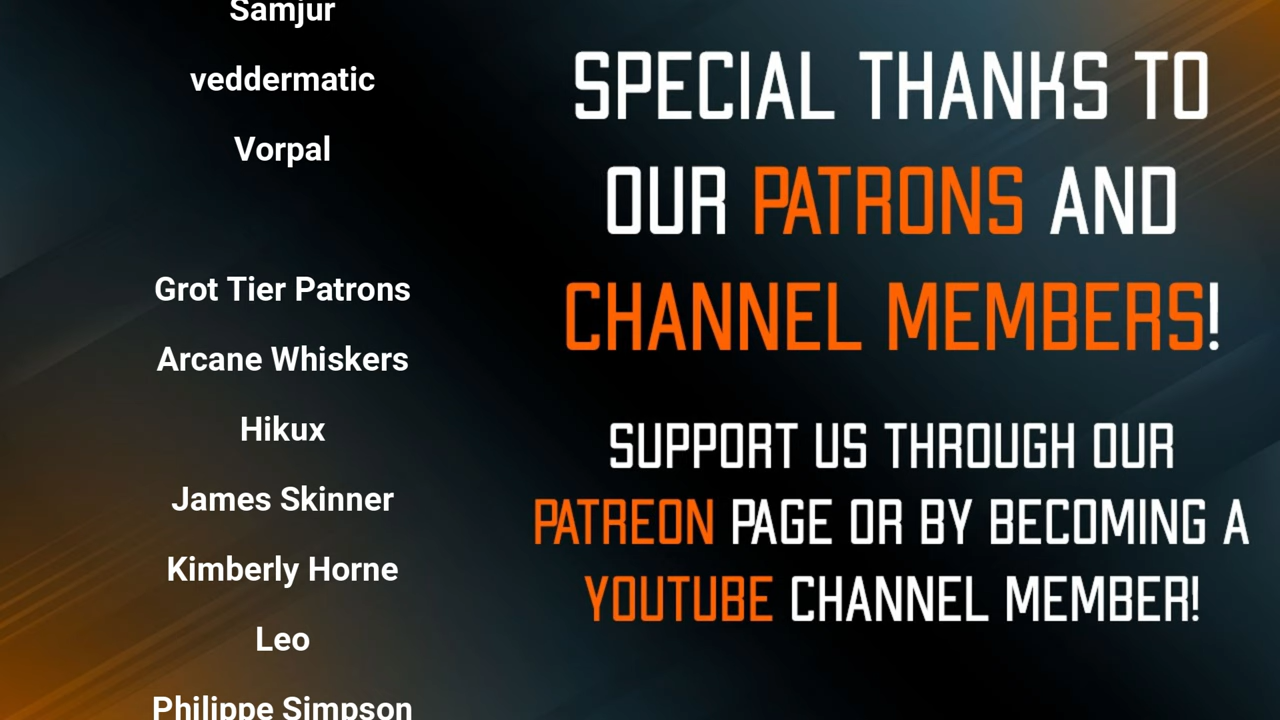 Samjur
veddermatic
Vorpal
Grot Tier Patrons
Arcane Whiskers
Hikux
James Skinner
Kimberly Horne
Leo
Philippe Simpson
SPECIAL THANKS TO
OUR PATRONS AND
CHANNEL MEMBERS!
SUPPORT US THROUGH OUR
PATREON PAGE OR BY BECOMING A
YOUTUBE CHANNEL MEMBER!